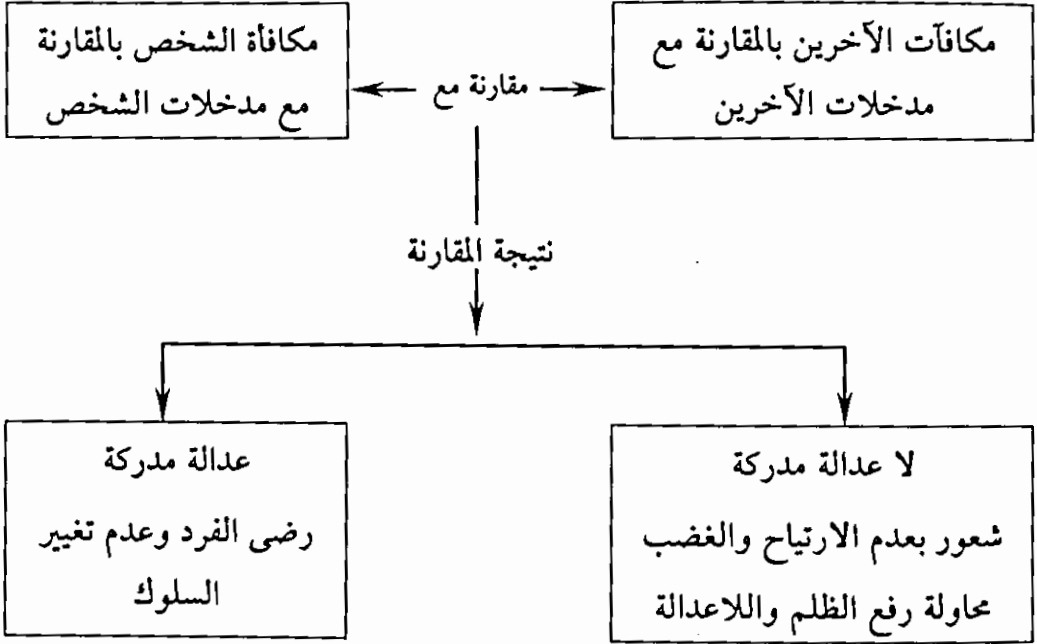 مكافآت الآخرين بالمقارنة مع
مدخلات الآخرين
مقارنة مع
مكافأة الشخص بالمقارنة
مع مدخلات الشخص
نتيجة المقارنة
لا عدالة مدركة
شعور بعدم الارتياح والغضب
محاولة رفع الظلم واللاعدالة
عدالة مدركة
رضى الفرد وعدم تغيير
السلوك